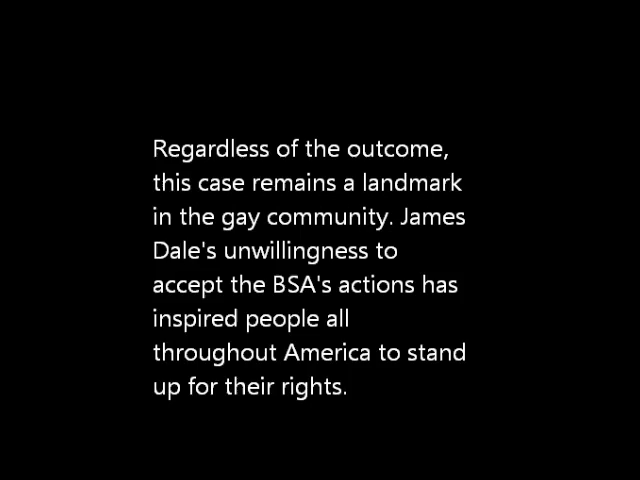 Regardless of the outcome,
this case remains a landmark
in the gay community. James
Dale's unwillingness to
accept the BSA's actions has
inspired people all
throughout America to stand
up for their rights.